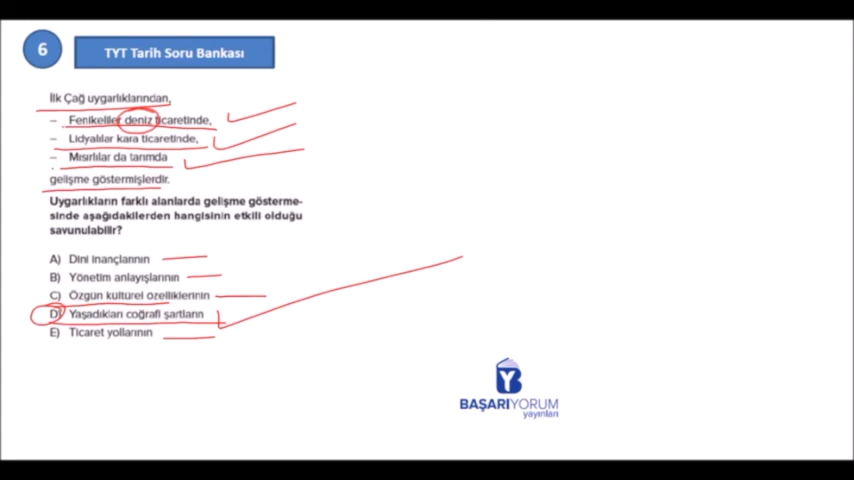 6
TYT Tarih Soru Bankası
İlk Çağ uygarlıklarından,
– Fenikeliler deniz ticaretinde,
– Lidyalılar kara ticaretinde,
– Mısırlılar da tarımda
gelişme göstermişlerdir.
Uygarlıkların farklı alanlarda gelişme gösterme-
sinde aşağıdakilerden hangisinin etkili olduğu
savunulabilir?
A) Dini inançlarının
B) Yönetim anlayışlarının
C) Özgün kültürel özelliklerinin
D) Yaşadıkları coğrafi şartların
E) Ticaret yollarının
BAŞARIYORUM
yayınları